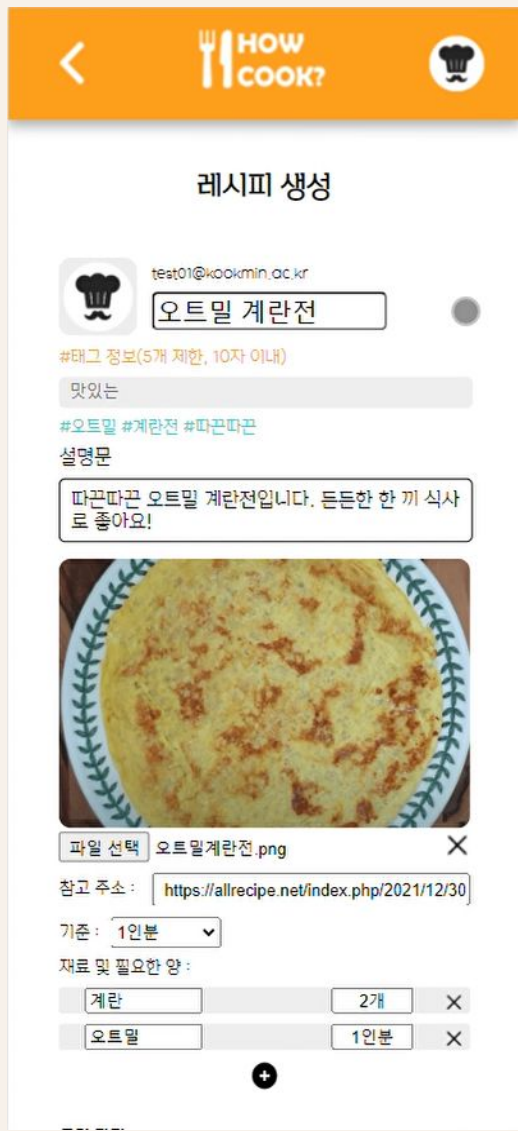 HOW
COOK?
레시피 생성
test01@kookmin.ac.kr
오트밀 계란전
#태그 정보(5개 제한, 10자 이내)
맛있는
#오트밀 #계란전 #따끈따끈
설명문
따끈따끈 오트밀 계란전입니다. 든든한 한 끼 식사
로 좋아요!
파일 선택 오트밀계란전.png
참고 주소 : https://allrecipe.net/index.php/2021/12/30
기준 : 1인분
재료 및 필요한 양 :
계란 2개
오트밀 1인분